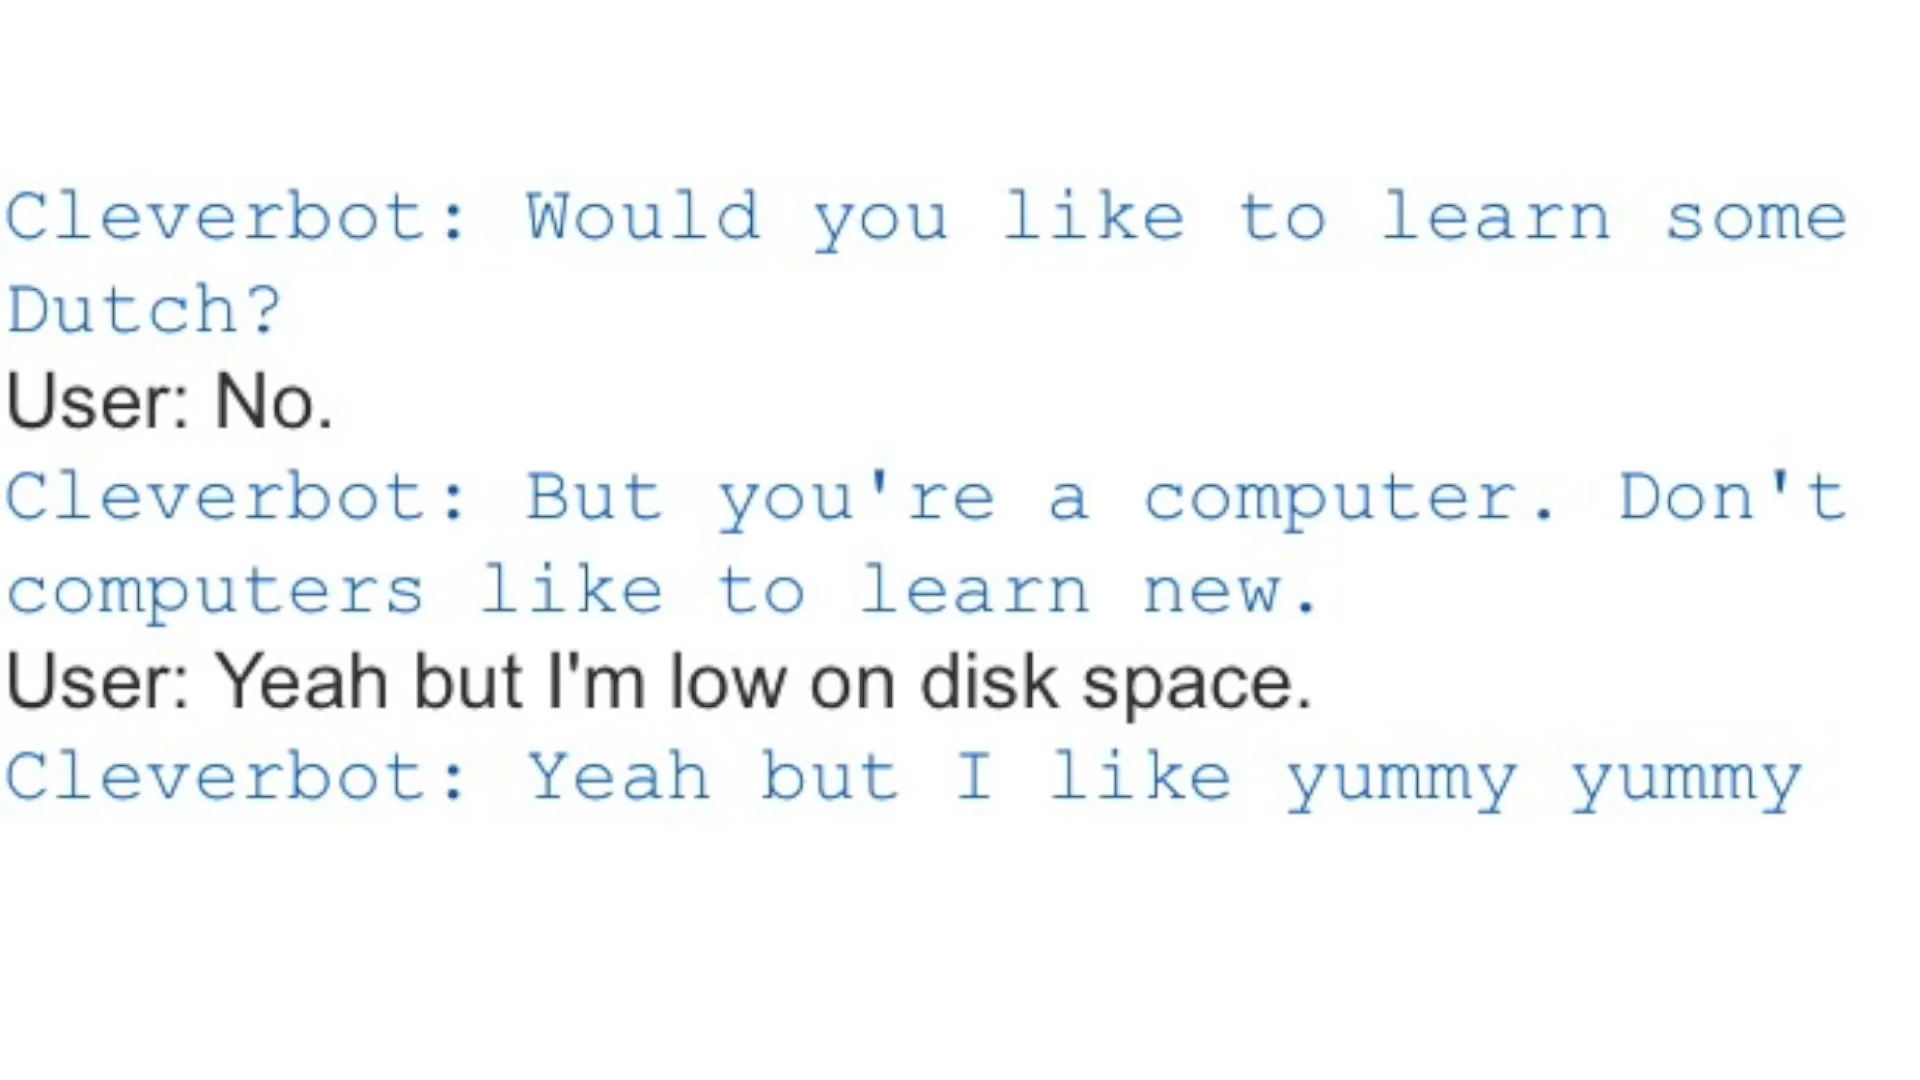 Cleverbot: Would you like to learn some
Dutch?
User: No.
Cleverbot: But you're a computer. Don't
computers like to learn new.
User: Yeah but I'm low on disk space.
Cleverbot: Yeah but I like yummy yummy